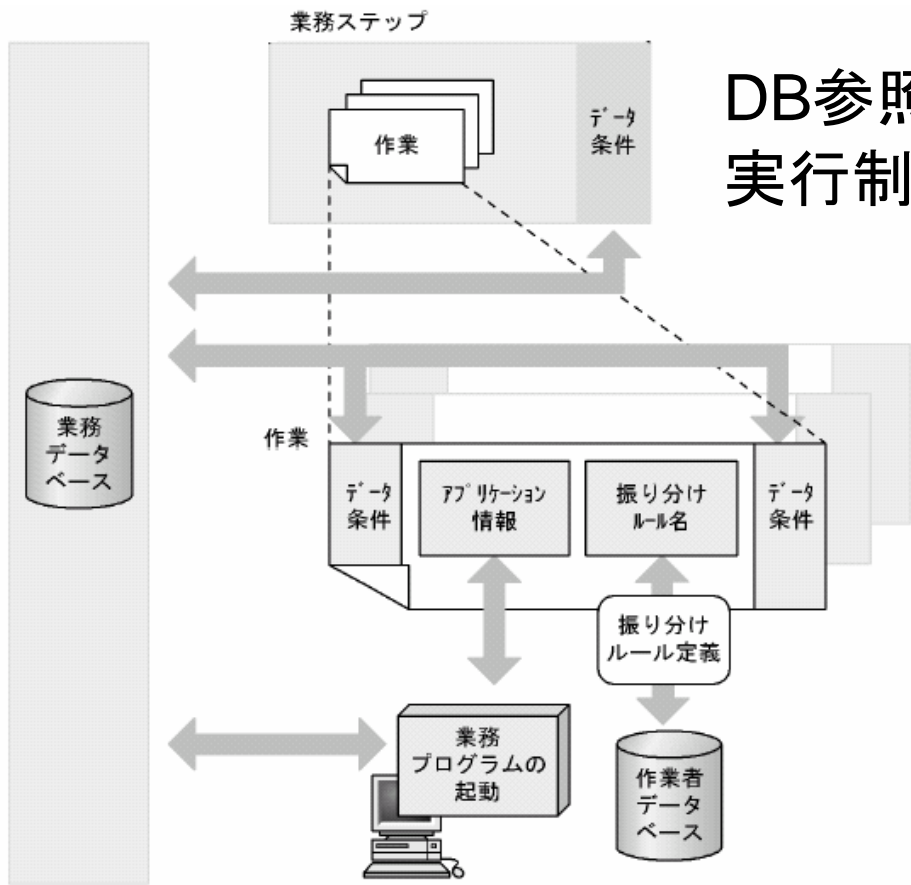 業務ステップ
作業
ﾃﾞｰﾀ
条件
DB参照
実行制
業務
データ
ベース
作業
ﾃﾞｰﾀ
条件
ｱﾌﾟﾘｹｰｼｮﾝ
情報
振り分け
ﾙｰﾙ名
ﾃﾞｰﾀ
条件
振り分け
ルール定義
業務
プログラムの
起動
作業者
データ
ベース